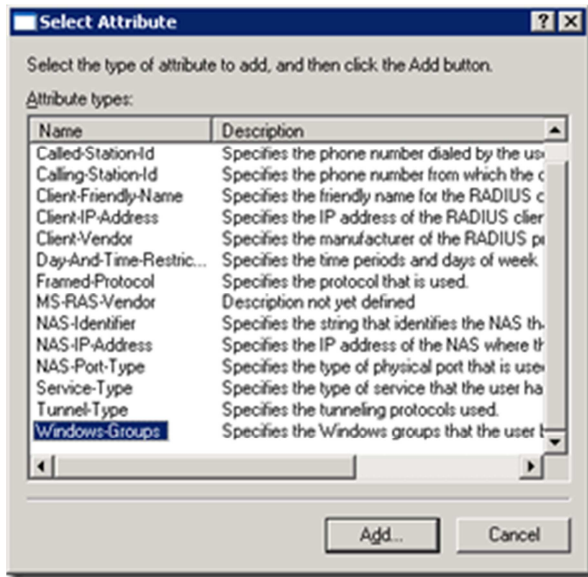 Select Attribute
Select the type of attribute to add, and then click the Add button.
Attribute types:
Name Description
Called-Station-Id Specifies the phone number dialed by the use
Calling-Station-Id Specifies the phone number from which the c
Client-Friendly-Name Specifies the friendly name for the RADIUS c
Client-IP-Address Specifies the IP address of the RADIUS clien
Client-Vendor Specifies the manufacturer of the RADIUS pr
Day-And-Time-Restric... Specifies the time periods and days of week
Framed-Protocol Specifies the protocol that is used.
MS-RAS-Vendor Description not yet defined
NAS-Identifier Specifies the string that identifies the NAS tha
NAS-IP-Address Specifies the IP address of the NAS where th
NAS-Port-Type Specifies the type of physical port that is used
Service-Type Specifies the type of service that the user ha
Tunnel-Type Specifies the tunneling protocols used.
Windows-Groups Specifies the Windows groups that the user b
Add... Cancel